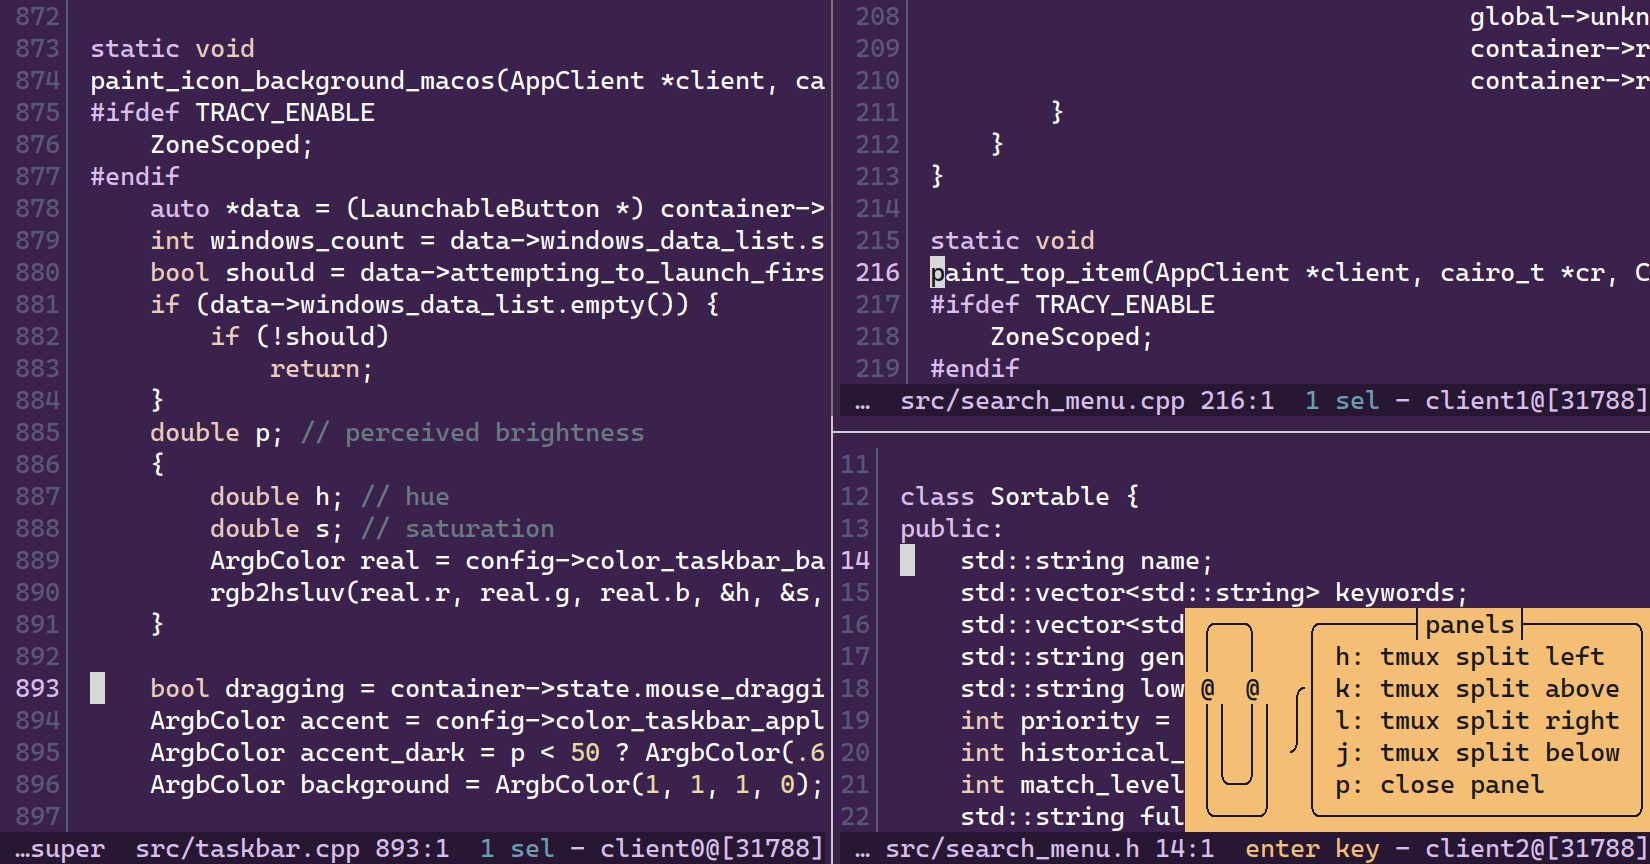 872
873 static void
874 paint_icon_background_macos(AppClient *client, ca
875 #ifdef TRACY_ENABLE
876     ZoneScoped;
877 #endif
878     auto *data = (LaunchableButton *) container->
879     int windows_count = data->windows_data_list.s
880     bool should = data->attempting_to_launch_firs
881     if (data->windows_data_list.empty()) {
882         if (!should)
883             return;
884     }
885     double p; // perceived brightness
886     {
887         double h; // hue
888         double s; // saturation
889         ArgbColor real = config->color_taskbar_ba
890         rgb2hsluv(real.r, real.g, real.b, &h, &s,
891     }
892
893     bool dragging = container->state.mouse_draggi
894     ArgbColor accent = config->color_taskbar_appl
895     ArgbColor accent_dark = p < 50 ? ArgbColor(.6
896     ArgbColor background = ArgbColor(1, 1, 1, 0);
897
…super  src/taskbar.cpp 893:1  1 sel - client0@[31788]
208                                     global->unkn
209                                     container->r
210                                     container->r
211         }
212     }
213 }
214
215 static void
216 paint_top_item(AppClient *client, cairo_t *cr, C
217 #ifdef TRACY_ENABLE
218     ZoneScoped;
219 #endif
…  src/search_menu.cpp 216:1  1 sel - client1@[31788]
11
12 class Sortable {
13 public:
14     std::string name;
15     std::vector<std::string> keywords;
16     std::vector<std
17     std::string gen
18     std::string low
19     int priority =
20     int historical_
21     int match_level
22     std::string ful
panels
h: tmux split left
@  @ k: tmux split above
l: tmux split right
j: tmux split below
p: close panel
… src/search_menu.h 14:1  enter key - client2@[31788]